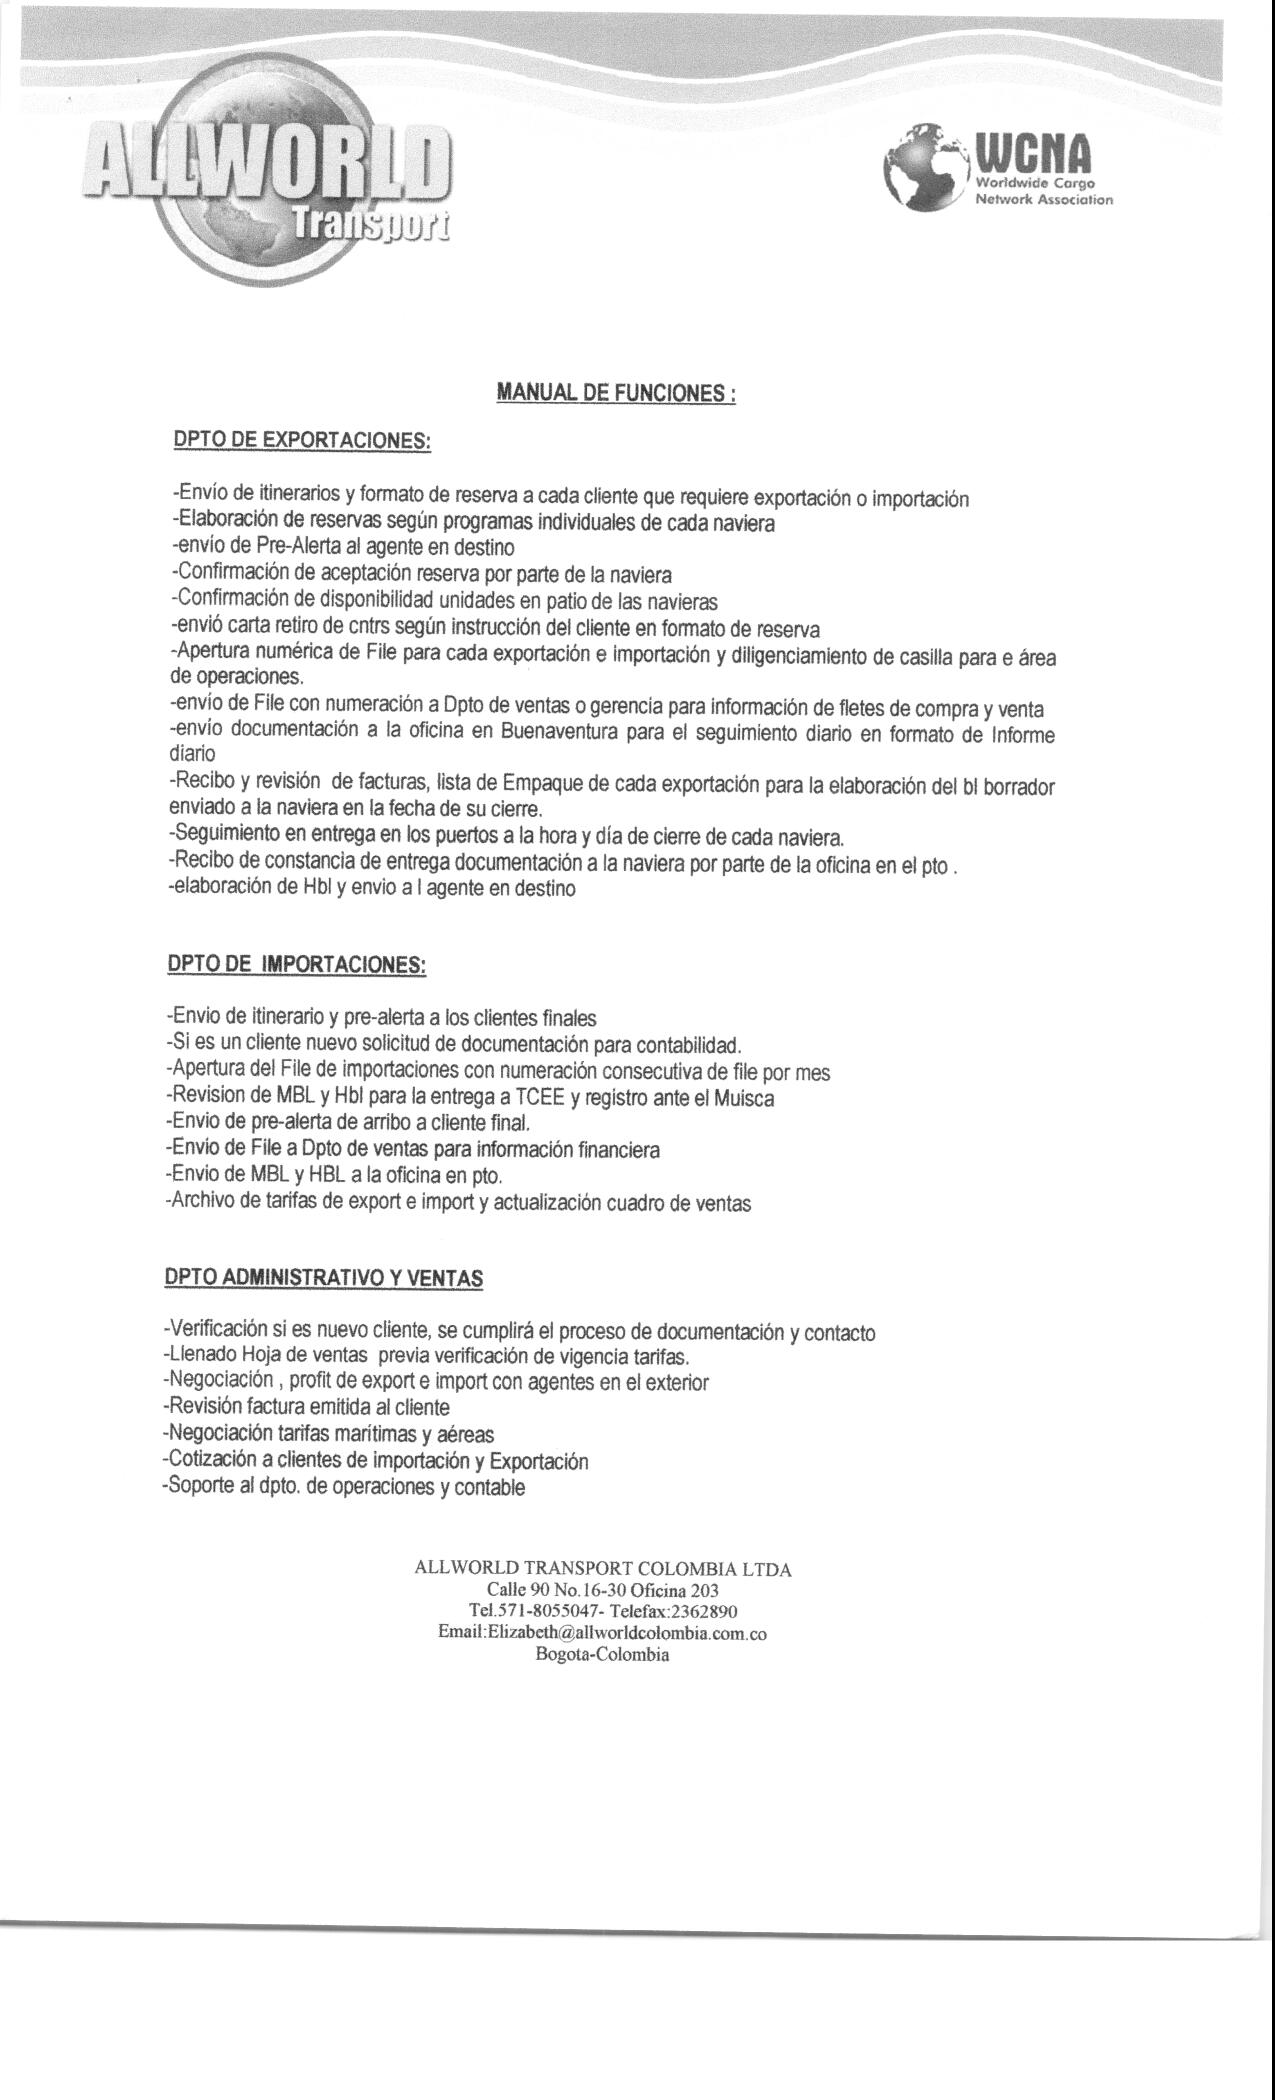 ALLWORLD
Transport
WCNA
Worldwide Cargo
Network Association
MANUAL DE FUNCIONES :
DPTO DE EXPORTACIONES:
-Envío de itinerarios y formato de reserva a cada cliente que requiere exportación o importación
-Elaboración de reservas según programas individuales de cada naviera
-envío de Pre-Alerta al agente en destino
-Confirmación de aceptación reserva por parte de la naviera
-Confirmación de disponibilidad unidades en patio de las navieras
-envió carta retiro de cntrs según instrucción del cliente en formato de reserva
-Apertura numérica de File para cada exportación e importación y diligenciamiento de casilla para e área
de operaciones.
-envío de File con numeración a Dpto de ventas o gerencia para información de fletes de compra y venta
-envío documentación a la oficina en Buenaventura para el seguimiento diario en formato de Informe
diario
-Recibo y revisión de facturas, lista de Empaque de cada exportación para la elaboración del bl borrador
enviado a la naviera en la fecha de su cierre.
-Seguimiento en entrega en los puertos a la hora y día de cierre de cada naviera.
-Recibo de constancia de entrega documentación a la naviera por parte de la oficina en el pto .
-elaboración de Hbl y envio a l agente en destino
DPTO DE IMPORTACIONES:
-Envio de itinerario y pre-alerta a los clientes finales
-Si es un cliente nuevo solicitud de documentación para contabilidad.
-Apertura del File de importaciones con numeración consecutiva de file por mes
-Revision de MBL y Hbl para la entrega a TCEE y registro ante el Muisca
-Envio de pre-alerta de arribo a cliente final.
-Envio de File a Dpto de ventas para información financiera
-Envio de MBL y HBL a la oficina en pto.
-Archivo de tarifas de export e import y actualización cuadro de ventas
DPTO ADMINISTRATIVO Y VENTAS
-Verificación si es nuevo cliente, se cumplirá el proceso de documentación y contacto
-Llenado Hoja de ventas previa verificación de vigencia tarifas.
-Negociación , profit de export e import con agentes en el exterior
-Revisión factura emitida al cliente
-Negociación tarifas marítimas y aéreas
-Cotización a clientes de importación y Exportación
-Soporte al dpto. de operaciones y contable
ALLWORLD TRANSPORT COLOMBIA LTDA
Calle 90 No.16-30 Oficina 203
Tel.571-8055047- Telefax:2362890
Email:Elizabeth@allworldcolombia.com.co
Bogota-Colombia